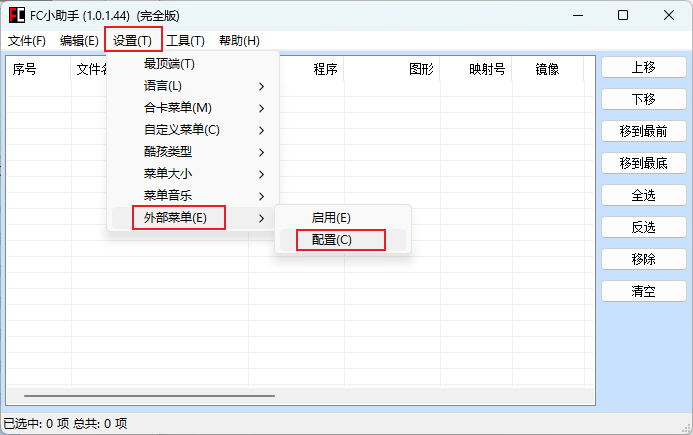 FC FC小助手 (1.0.1.44) (完全版)
文件(F) 编辑(E) 设置(T) 工具(T) 帮助(H)
序号 文件名 程序 图形 映射号 镜像
最顶端(T)
语言(L)
合卡菜单(M)
自定义菜单(C)
酷孩类型
菜单大小
菜单音乐
外部菜单(E)
启用(E)
配置(C)
上移
下移
移到最前
移到最底
全选
反选
移除
清空
已选中: 0 项 总共: 0 项